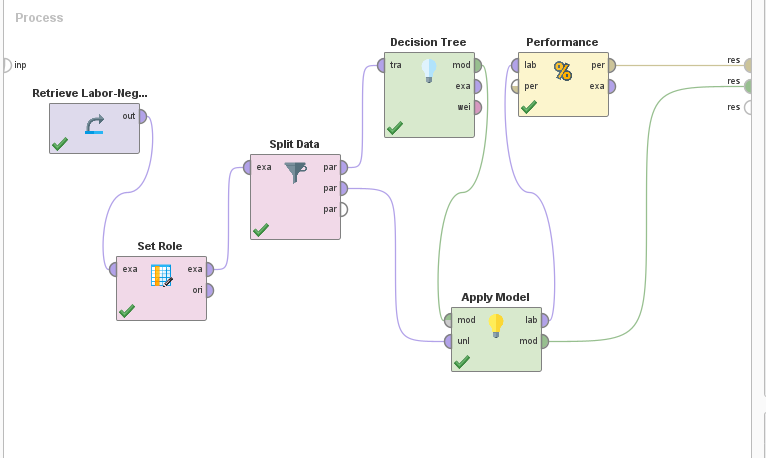 Process
inp
Retrieve Labor-Neg...
out
Set Role
exa
exa
ori
Split Data
exa
par
par
par
Decision Tree
tra
mod
exa
wei
Performance
lab
per
per
exa
Apply Model
mod
lab
unl
mod
res
res
res